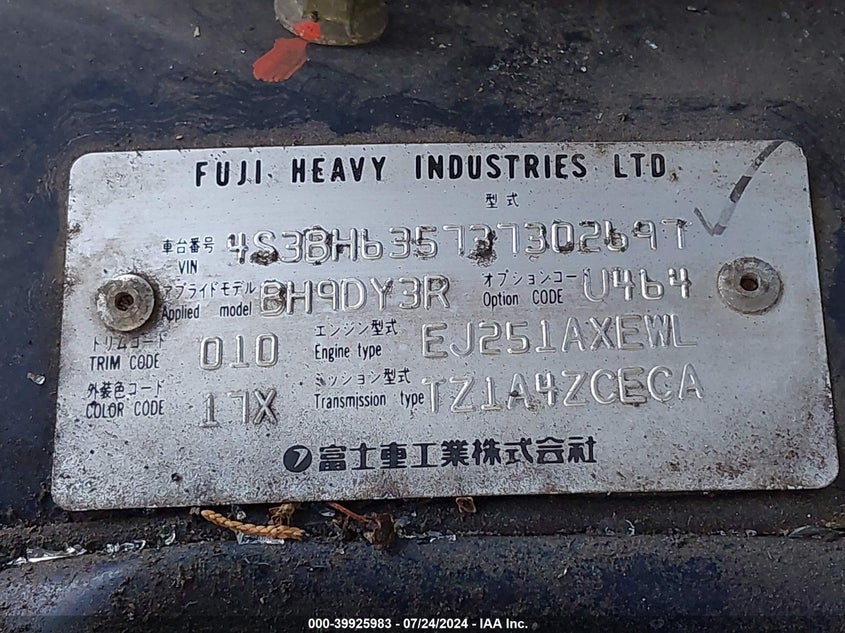 FUJI HEAVY INDUSTRIES LTD
型式
車台番号 VIN 4S3BH635737302697
アプライドモデル Applied model BH9DY3R オプションコード Option CODE U464
トリムコード TRIM CODE 010 エンジン型式 Engine type EJ251AXEWL
外装色コード COLOR CODE 17X ミッション型式 Transmission type TZ1A4ZCECA
富士重工業株式会社
000-39925983 - 07/24/2024 - IAA Inc.